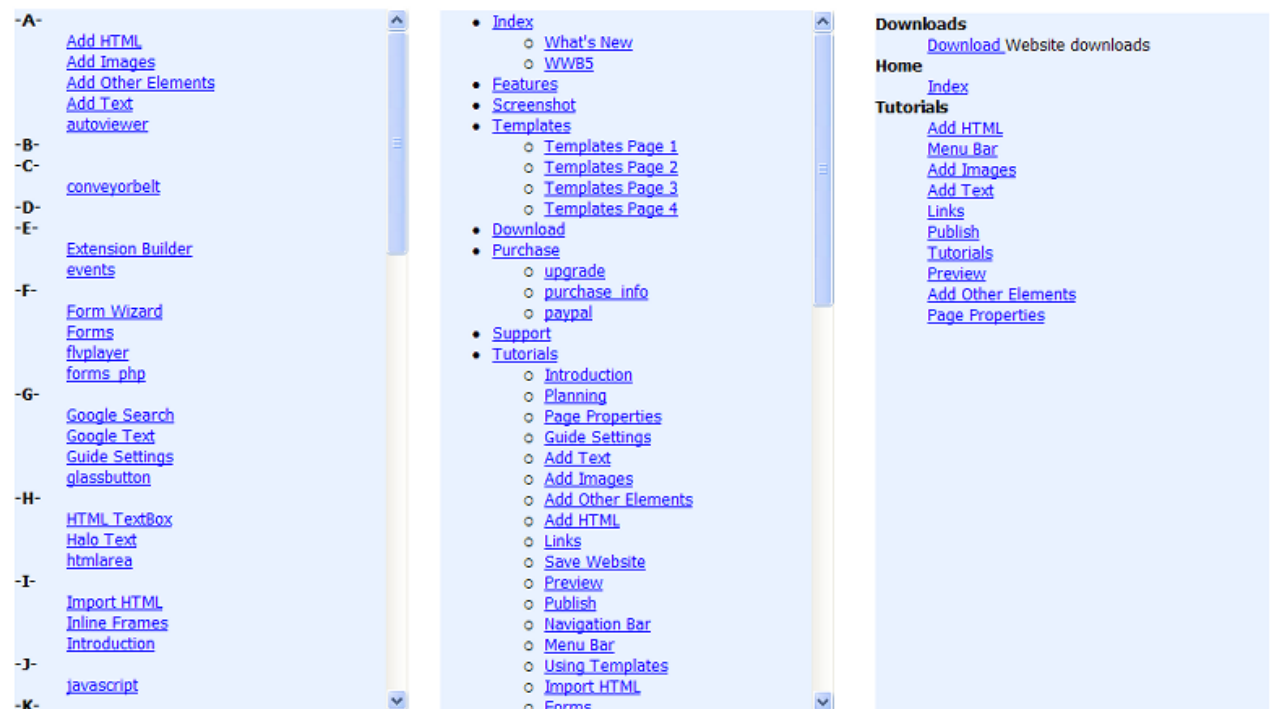 -A-
Add HTML
Add Images
Add Other Elements
Add Text
autoviewer
-B-
-C-
conveyorbelt
-D-
-E-
Extension Builder
events
-F-
Form Wizard
Forms
flvplayer
forms_php
-G-
Google Search
Google Text
Guide Settings
glassbutton
-H-
HTML TextBox
Halo Text
htmlarea
-I-
Import HTML
Inline Frames
Introduction
-J-
javascript
-K-
Index
What's New
WWB5
Features
Screenshot
Templates
Templates Page 1
Templates Page 2
Templates Page 3
Templates Page 4
Download
Purchase
upgrade
purchase_info
paypal
Support
Tutorials
Introduction
Planning
Page Properties
Guide Settings
Add Text
Add Images
Add Other Elements
Add HTML
Links
Save Website
Preview
Publish
Navigation Bar
Menu Bar
Using Templates
Import HTML
Forms
Downloads
Download Website downloads
Home
Index
Tutorials
Add HTML
Menu Bar
Add Images
Add Text
Links
Publish
Tutorials
Preview
Add Other Elements
Page Properties